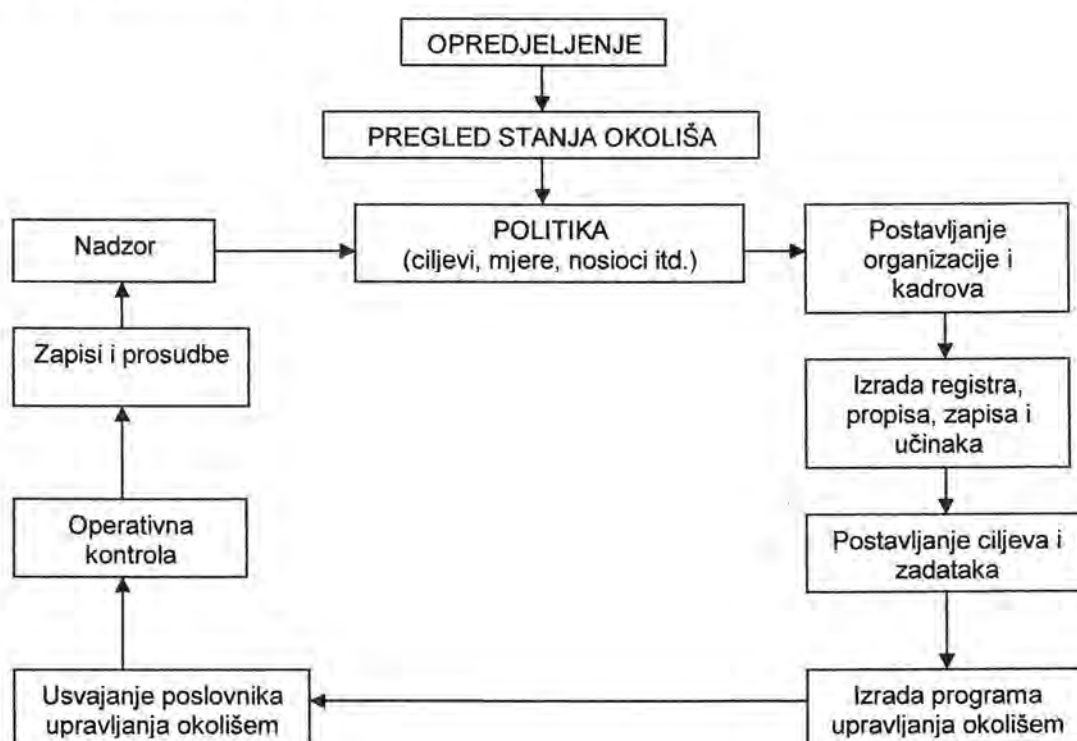 OPREDJELJENJE
PREGLED STANJA OKOLIŠA
POLITIKA
(ciljevi, mjere, nosioci itd.)
Postavljanje
organizacije i
kadrova
Izrada registra,
propisa, zapisa i
učinaka
Postavljanje ciljeva i
zadataka
Izrada programa
upravljanja okolišem
Usvajanje poslovnika
upravljanja okolišem
Operativna
kontrola
Zapisi i prosudbe
Nadzor